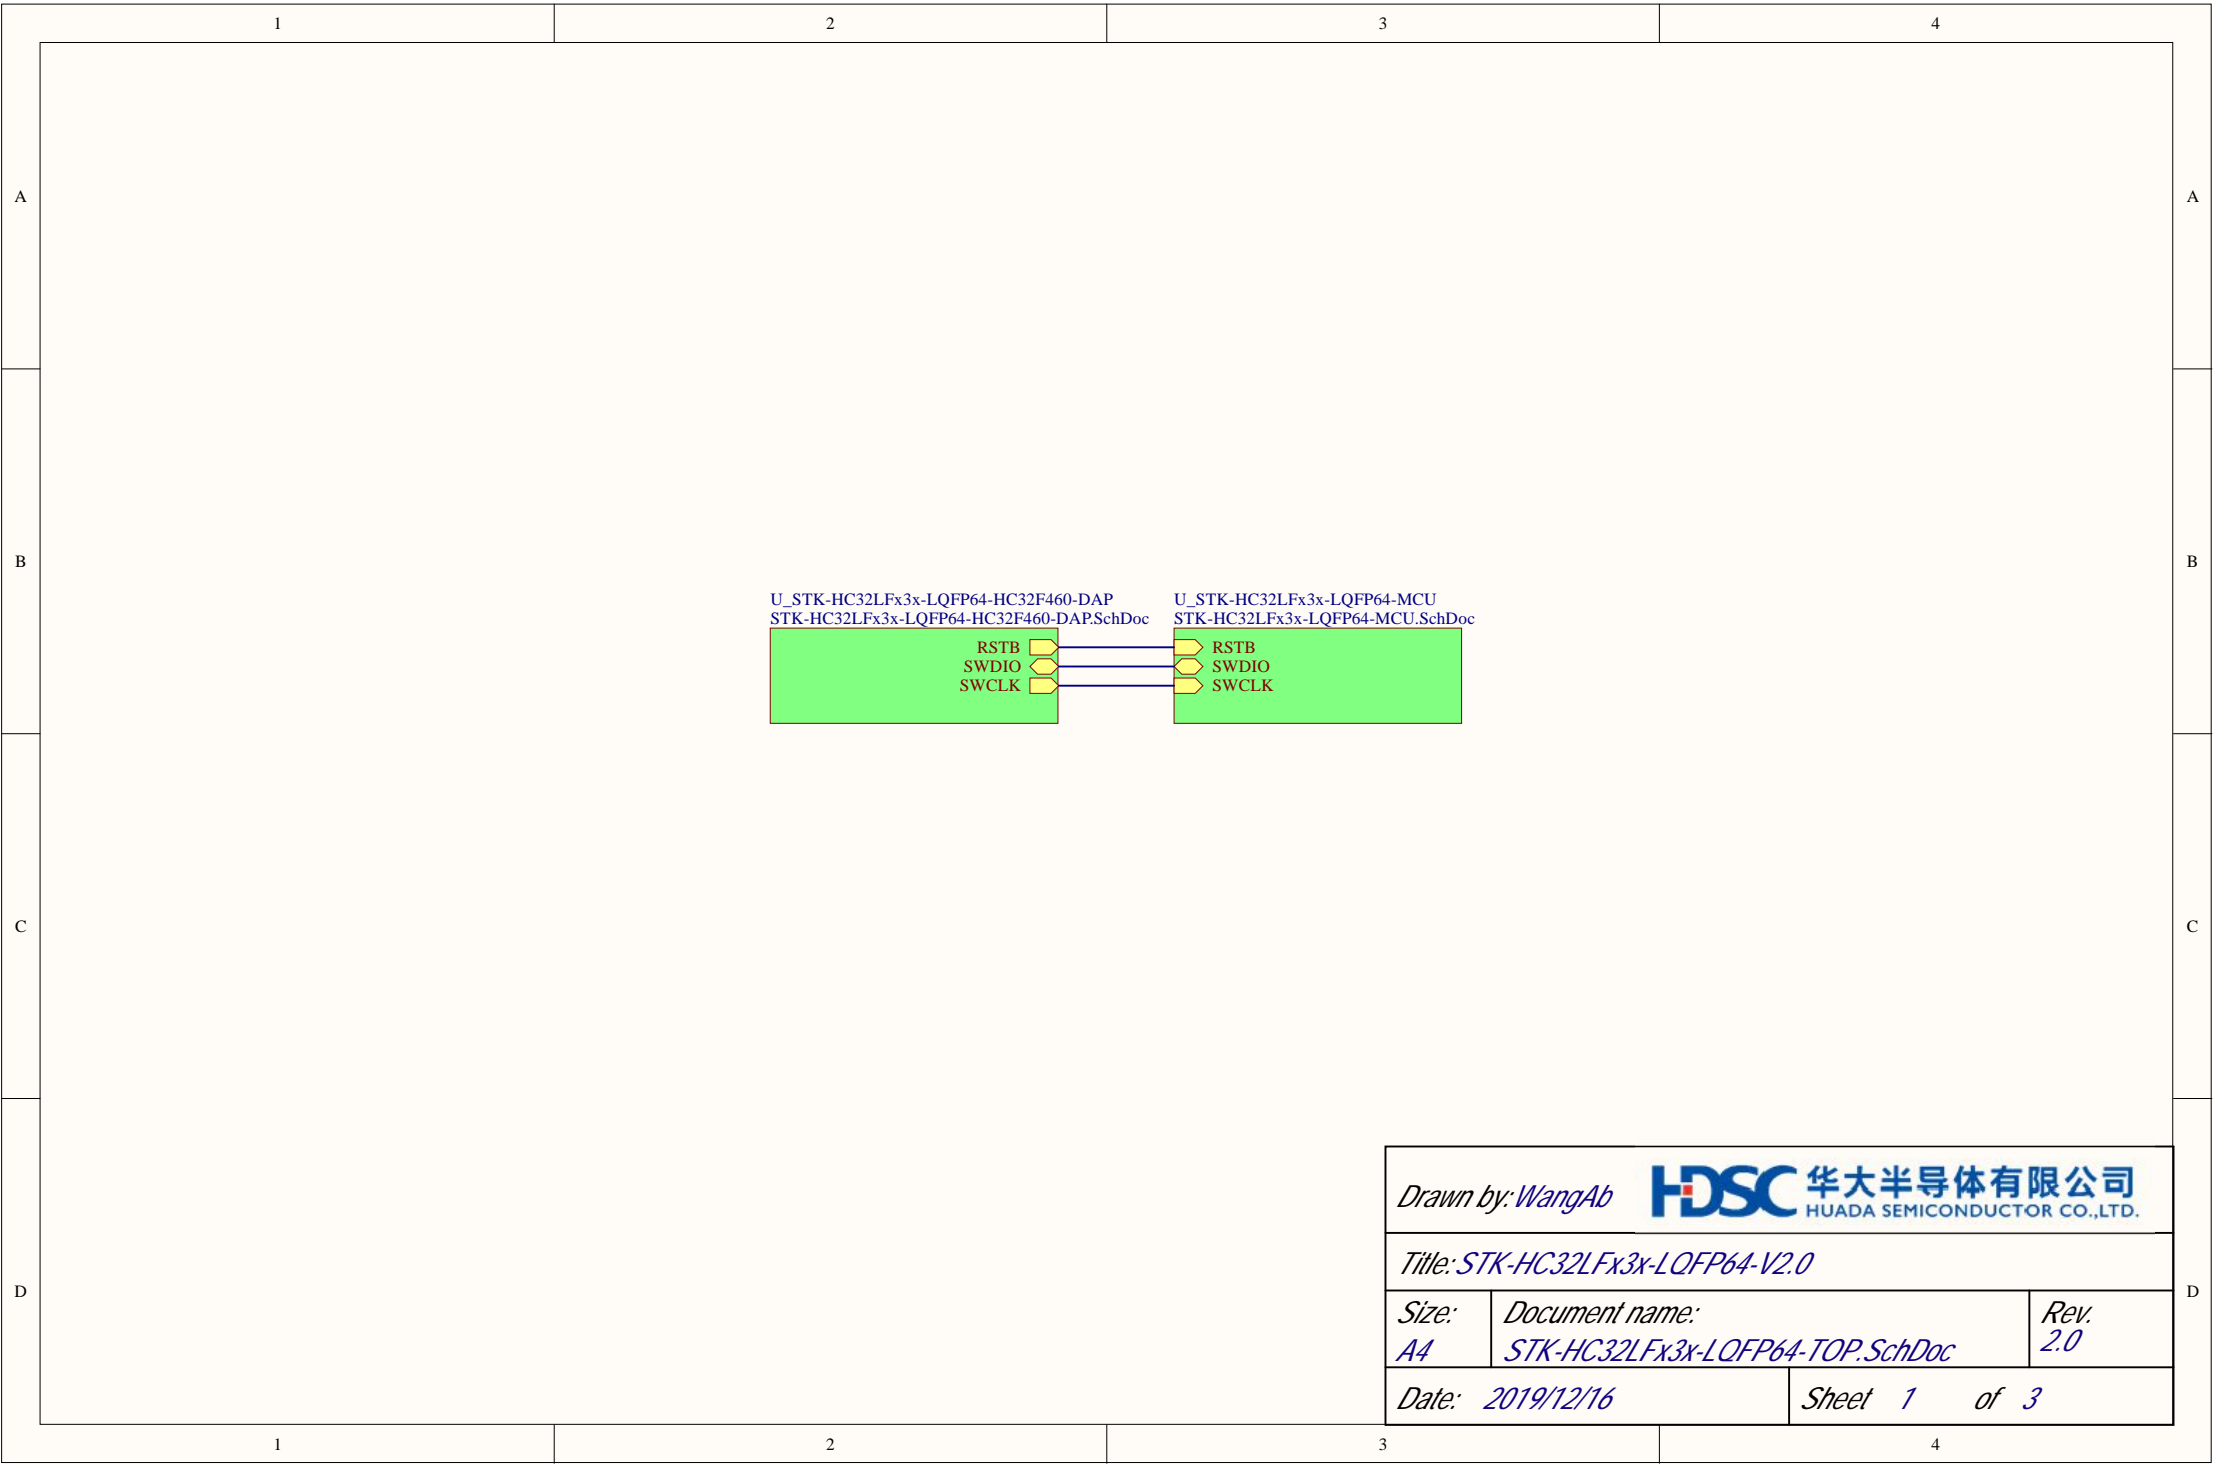 1 2 3 4
A A
B B
U_STK-HC32LFx3x-LQFP64-HC32F460-DAP
STK-HC32LFx3x-LQFP64-HC32F460-DAP.SchDoc
RSTB
SWDIO
SWCLK
U_STK-HC32LFx3x-LQFP64-MCU
STK-HC32LFx3x-LQFP64-MCU.SchDoc
RSTB
SWDIO
SWCLK
C C
D D
Drawn by: WangAb
HDSC 华大半导体有限公司
HUADA SEMICONDUCTOR CO.,LTD.
Title: STK-HC32LFx3x-LQFP64-V2.0
Size:
A4
Document name:
STK-HC32LFx3x-LQFP64-TOP.SchDoc
Rev.
2.0
Date: 2019/12/16
Sheet 1 of 3
1 2 3 4